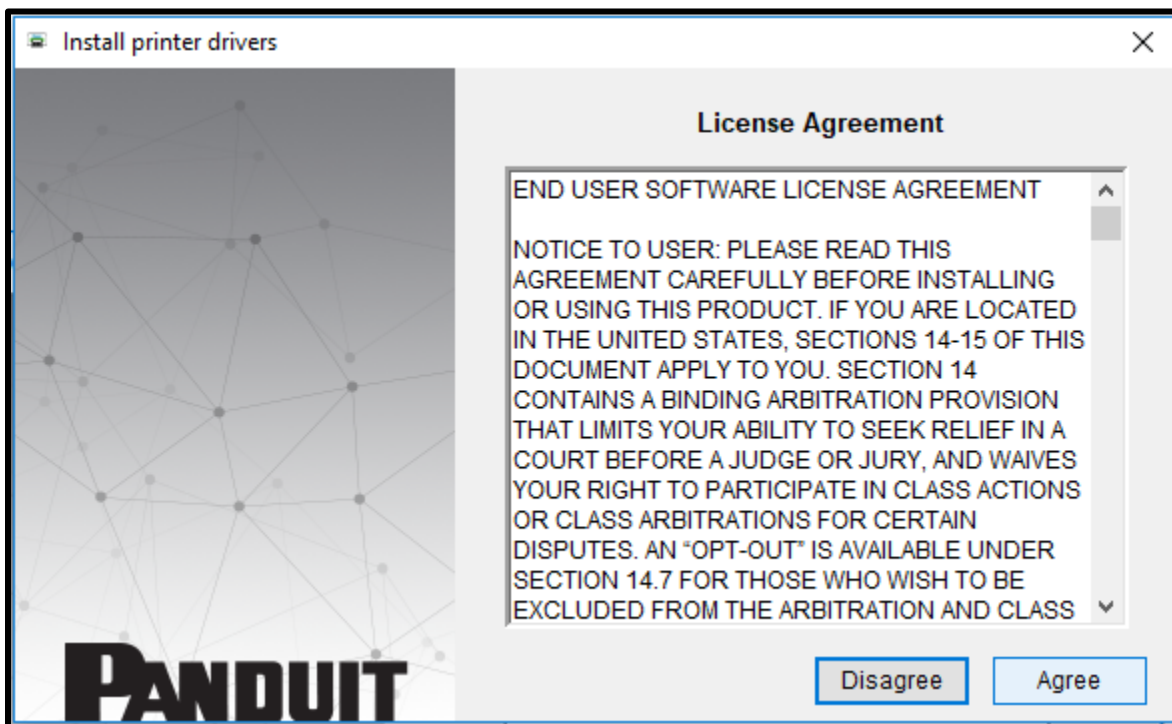 Install printer drivers
License Agreement
END USER SOFTWARE LICENSE AGREEMENT
NOTICE TO USER: PLEASE READ THIS
AGREEMENT CAREFULLY BEFORE INSTALLING
OR USING THIS PRODUCT. IF YOU ARE LOCATED
IN THE UNITED STATES, SECTIONS 14-15 OF THIS
DOCUMENT APPLY TO YOU. SECTION 14
CONTAINS A BINDING ARBITRATION PROVISION
THAT LIMITS YOUR ABILITY TO SEEK RELIEF IN A
COURT BEFORE A JUDGE OR JURY, AND WAIVES
YOUR RIGHT TO PARTICIPATE IN CLASS ACTIONS
OR CLASS ARBITRATIONS FOR CERTAIN
DISPUTES. AN “OPT-OUT” IS AVAILABLE UNDER
SECTION 14.7 FOR THOSE WHO WISH TO BE
EXCLUDED FROM THE ARBITRATION AND CLASS
PANDUIT
Disagree
Agree